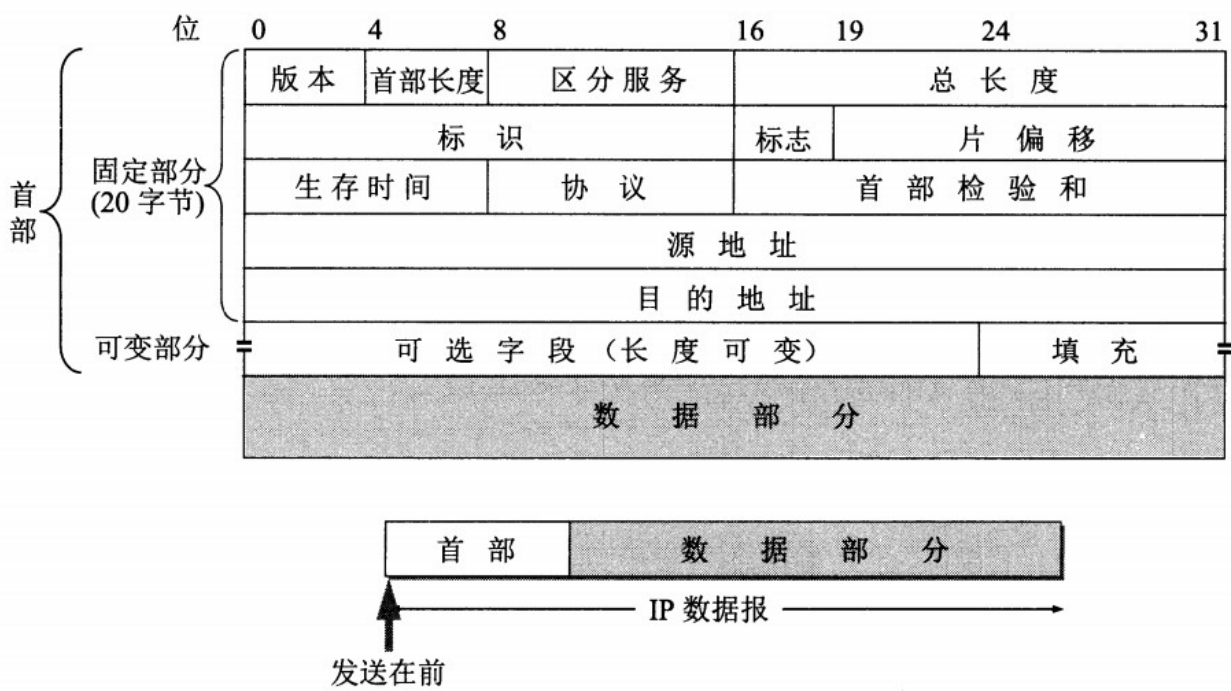 位 0 4 8 16 19 24 31
版本 首部长度 区分服务 总长度
标识 标志 片偏移
首部 固定部分 (20 字节) 生存时间 协议 首部检验和
源地址
目的地址
可变部分 可选字段（长度可变） 填充
数据部分
首部 数据部分
IP 数据报
发送在前